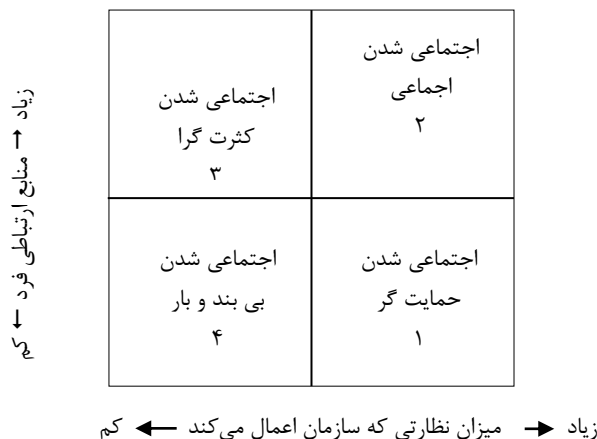 اجتماعی شدن
اجماعی
۲
اجتماعی شدن
کثرت گرا
۳
اجتماعی شدن
حمایت گر
۱
اجتماعی شدن
بی بند و بار
۴
زیاد → منابع ارتباطی فرد ← کم
زیاد → میزان نظارتی که سازمان اعمال می‌کند ← کم